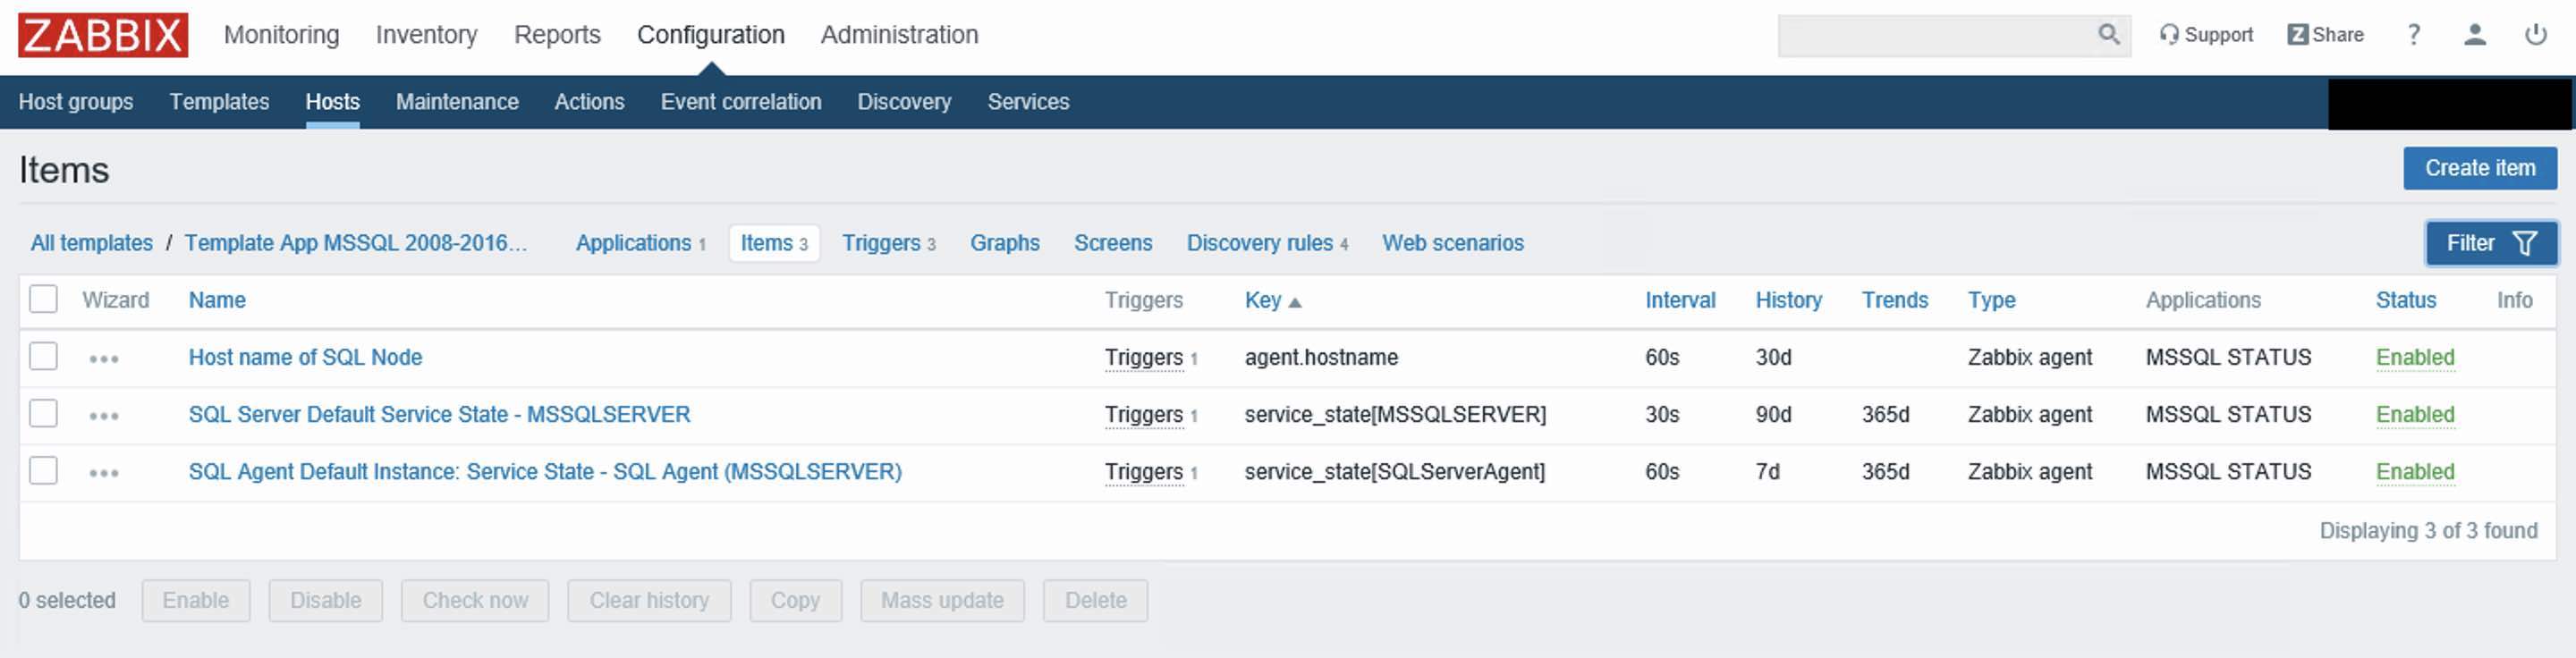 ZABBIX Monitoring Inventory Reports Configuration Administration Support Z Share ?
Host groups Templates Hosts Maintenance Actions Event correlation Discovery Services
Items Create item
All templates / Template App MSSQL 2008-2016... Applications 1 Items 3 Triggers 3 Graphs Screens Discovery rules 4 Web scenarios Filter
Wizard Name Triggers Key ▲ Interval History Trends Type Applications Status Info
••• Host name of SQL Node Triggers 1 agent.hostname 60s 30d Zabbix agent MSSQL STATUS Enabled
••• SQL Server Default Service State - MSSQLSERVER Triggers 1 service_state[MSSQLSERVER] 30s 90d 365d Zabbix agent MSSQL STATUS Enabled
••• SQL Agent Default Instance: Service State - SQL Agent (MSSQLSERVER) Triggers 1 service_state[SQLServerAgent] 60s 7d 365d Zabbix agent MSSQL STATUS Enabled
Displaying 3 of 3 found
0 selected Enable Disable Check now Clear history Copy Mass update Delete